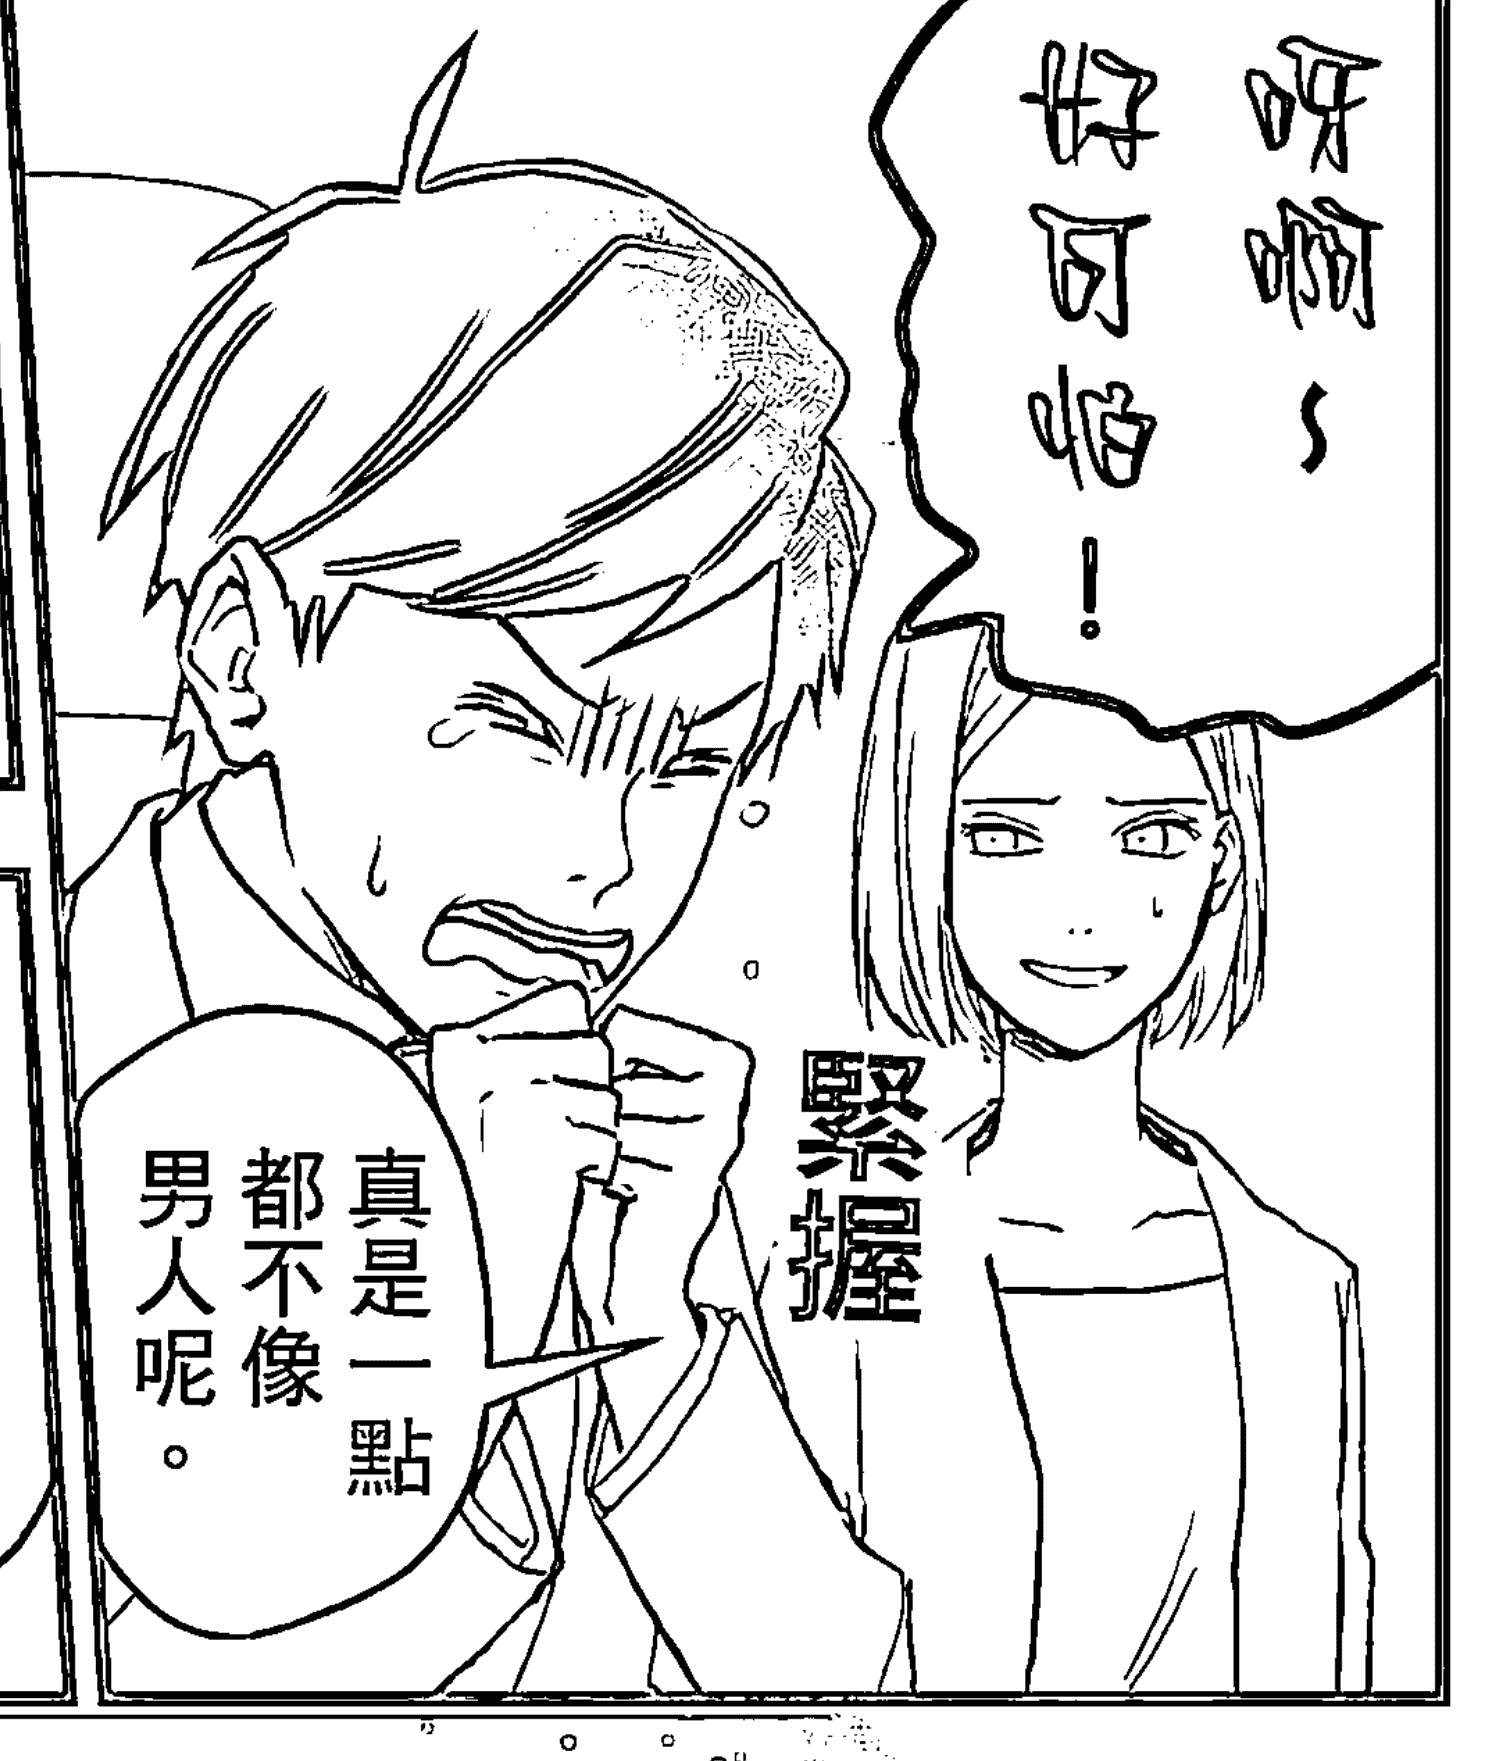 呀啊～
好可怕！
緊握
真是一點
都不像
男人呢。